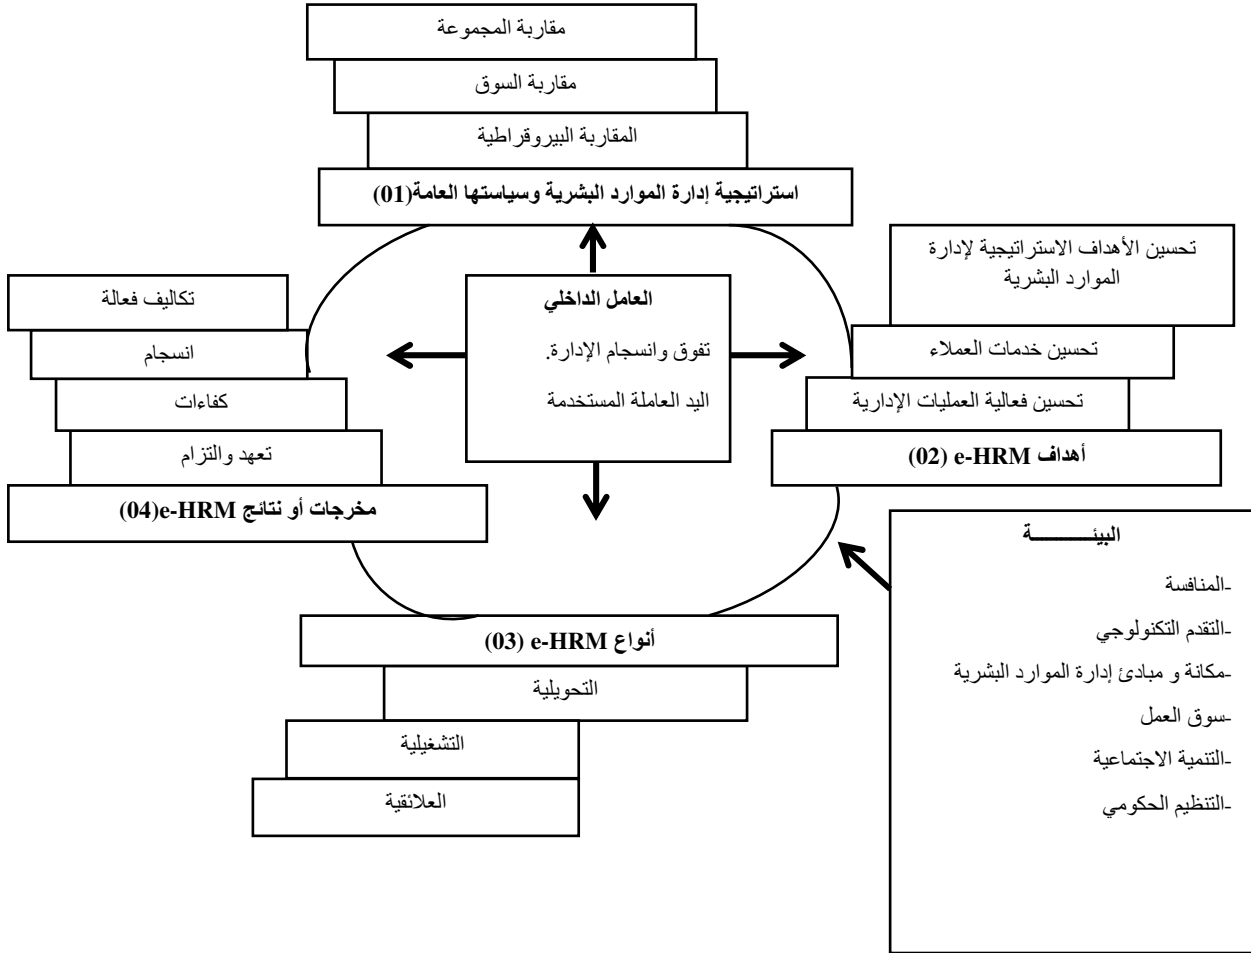 مقاربة المجموعة
مقاربة السوق
المقاربة البيروقراطية
استراتيجية إدارة الموارد البشرية وسياستها العامة(01)
تحسين الأهداف الاستراتيجية لإدارة
الموارد البشرية
تحسين خدمات العملاء
تحسين فعالية العمليات الإدارية
أهداف e-HRM (02)
العامل الداخلي
تفوق وانسجام الإدارة.
اليد العاملة المستخدمة
تكاليف فعالة
انسجام
كفاءات
تعهد والتزام
مخرجات أو نتائج e-HRM(04)
البيئـــــــــــة
-المنافسة
-التقدم التكنولوجي
-مكانة و مبادئ إدارة الموارد البشرية
-سوق العمل
-التنمية الاجتماعية
-التنظيم الحكومي
أنواع e-HRM (03)
التحويلية
التشغيلية
العلائقية